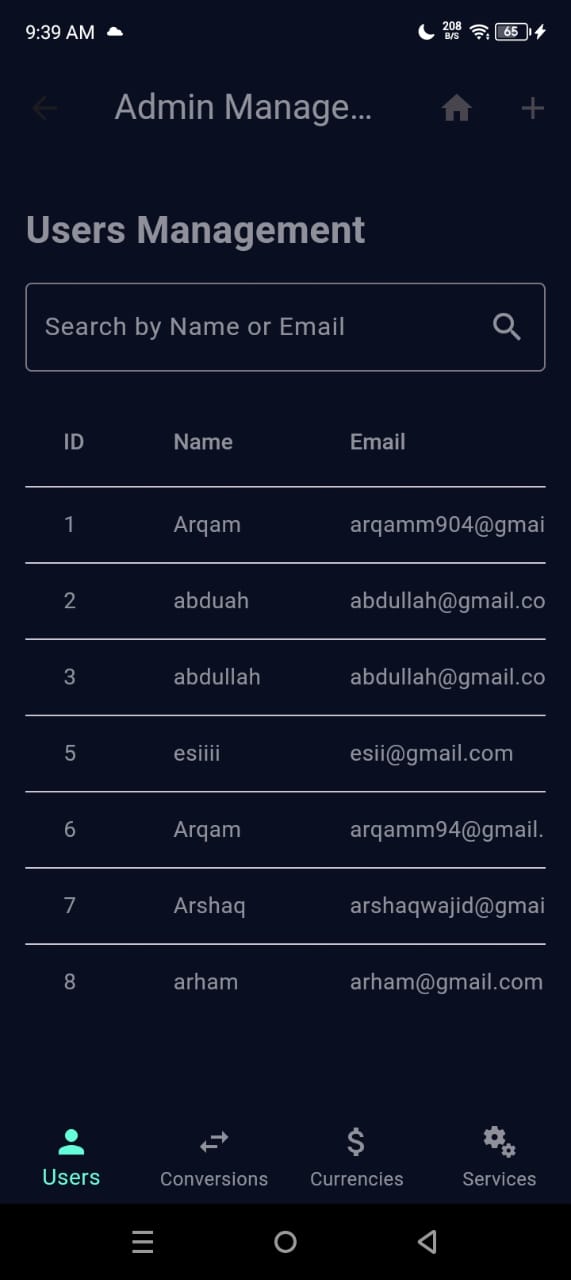 9:39 AM 208 B/S 65
Admin Manage...
Users Management
Search by Name or Email
ID Name Email
1 Arqam arqamm904@gmai
2 abduah abdullah@gmail.co
3 abdullah abdullah@gmail.co
5 esiiii esii@gmail.com
6 Arqam arqamm94@gmail.
7 Arshaq arshaqwajid@gmai
8 arham arham@gmail.com
Users Conversions Currencies Services